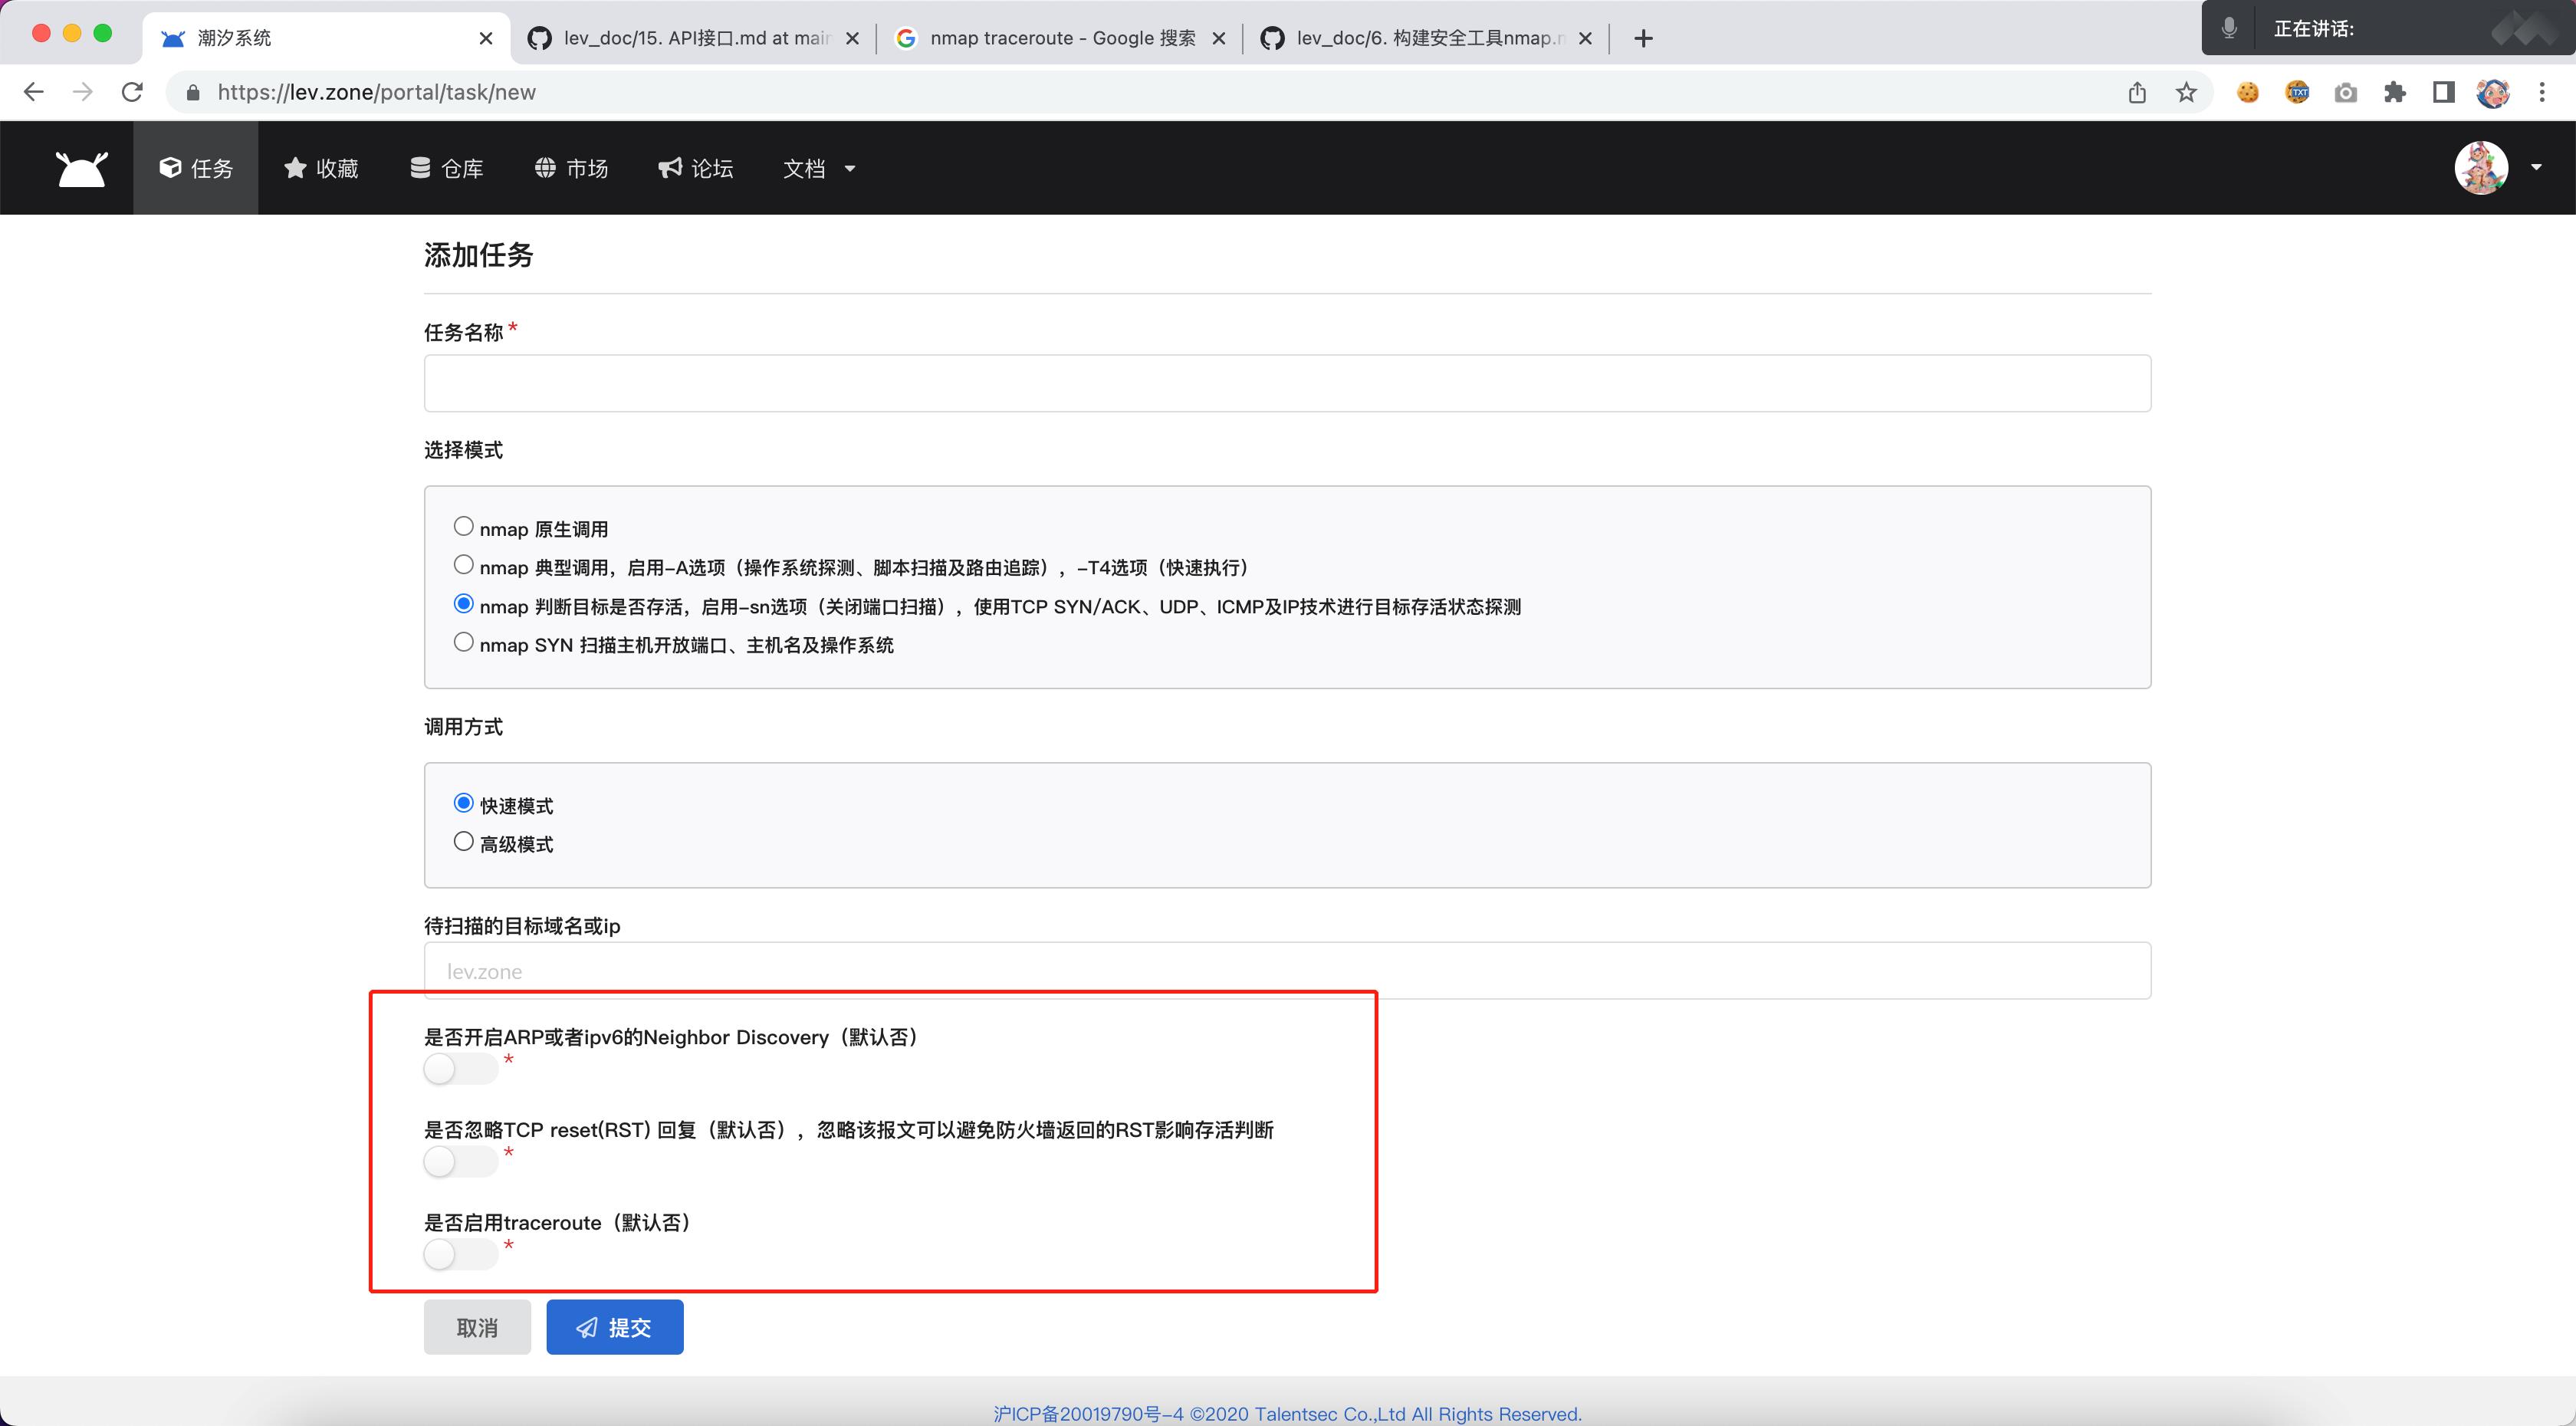 潮汐系统
lev_doc/15. API接口.md at main
nmap traceroute - Google 搜索
lev_doc/6. 构建安全工具nmap.m
正在讲话:
https://lev.zone/portal/task/new
任务
收藏
仓库
市场
论坛
文档
添加任务
任务名称*
选择模式
nmap 原生调用
nmap 典型调用，启用-A选项（操作系统探测、脚本扫描及路由追踪），-T4选项（快速执行）
nmap 判断目标是否存活，启用-sn选项（关闭端口扫描），使用TCP SYN/ACK、UDP、ICMP及IP技术进行目标存活状态探测
nmap SYN 扫描主机开放端口、主机名及操作系统
调用方式
快速模式
高级模式
待扫描的目标域名或ip
lev.zone
是否开启ARP或者ipv6的Neighbor Discovery（默认否）
*
是否忽略TCP reset(RST) 回复（默认否），忽略该报文可以避免防火墙返回的RST影响存活判断
*
是否启用traceroute（默认否）
*
取消
提交
沪ICP备20019790号-4 ©2020 Talentsec Co.,Ltd All Rights Reserved.